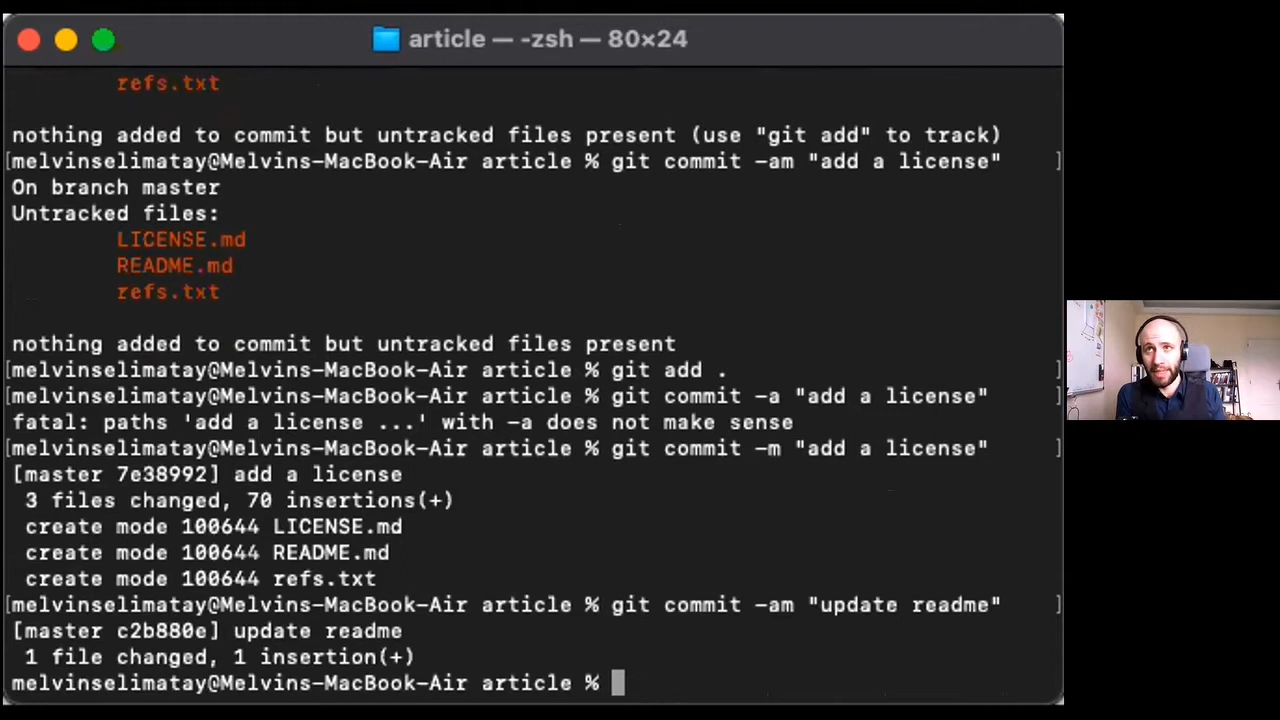 article — -zsh — 80×24
refs.txt
nothing added to commit but untracked files present (use "git add" to track)
[melvinselimatay@Melvins-MacBook-Air article % git commit -am "add a license" ]
On branch master
Untracked files:
LICENSE.md
README.md
refs.txt
nothing added to commit but untracked files present
[melvinselimatay@Melvins-MacBook-Air article % git add . ]
[melvinselimatay@Melvins-MacBook-Air article % git commit -a "add a license" ]
fatal: paths 'add a license ...' with -a does not make sense
[melvinselimatay@Melvins-MacBook-Air article % git commit -m "add a license" ]
[master 7e38992] add a license
3 files changed, 70 insertions(+)
create mode 100644 LICENSE.md
create mode 100644 README.md
create mode 100644 refs.txt
[melvinselimatay@Melvins-MacBook-Air article % git commit -am "update readme" ]
[master c2b880e] update readme
1 file changed, 1 insertion(+)
melvinselimatay@Melvins-MacBook-Air article %